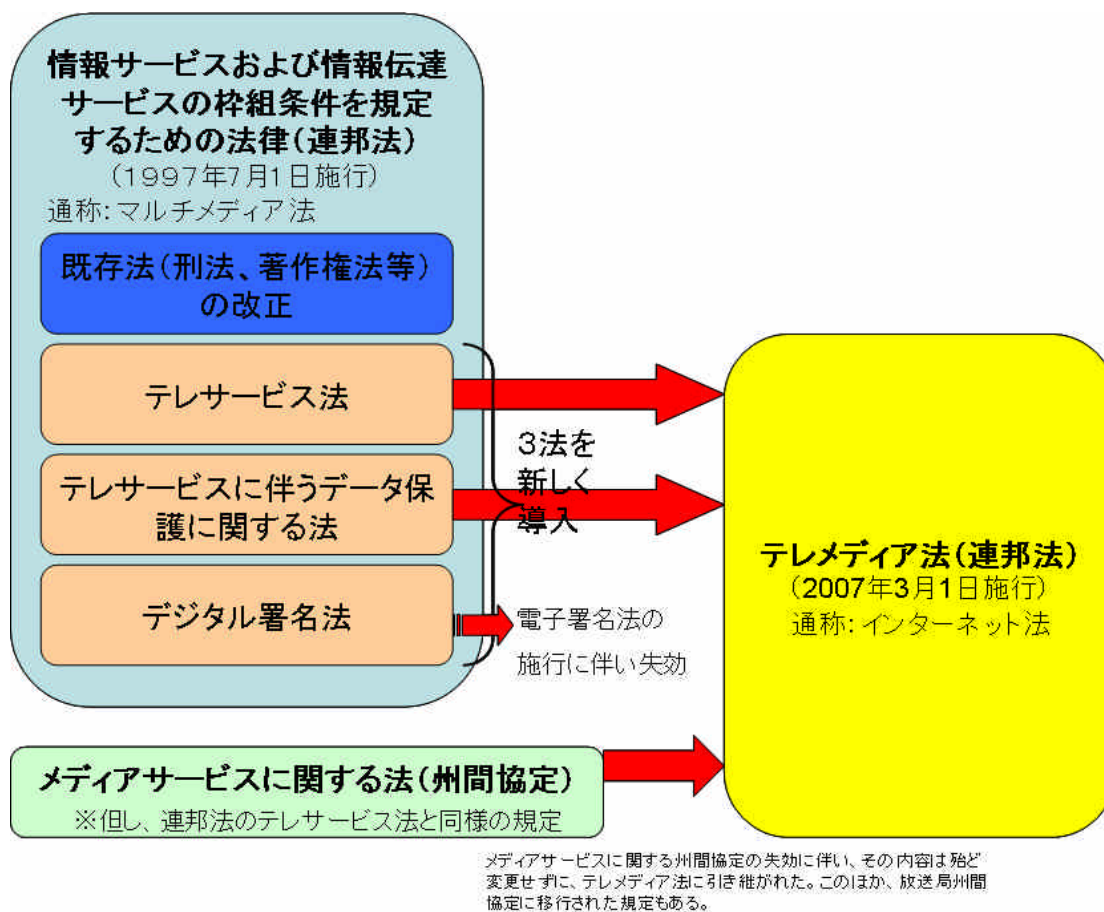 情報サービスおよび情報伝達
サービスの枠組条件を規定
するための法律(連邦法)
(1997年7月1日施行)
通称:マルチメディア法
既存法(刑法、著作権法等)
の改正
テレサービス法
テレサービスに伴うデータ保
護に関する法
デジタル署名法
3法を
新しく
導入
電子署名法の
施行に伴い失効
テレメディア法(連邦法)
(2007年3月1日施行)
通称:インターネット法
メディアサービスに関する法(州間協定)
※但し、連邦法のテレサービス法と同様の規定
メディアサービスに関する州間協定の失効に伴い、その内容は殆ど
変更せずに、テレメディア法に引き継がれた。このほか、放送局州間
協定に移行された規定もある。